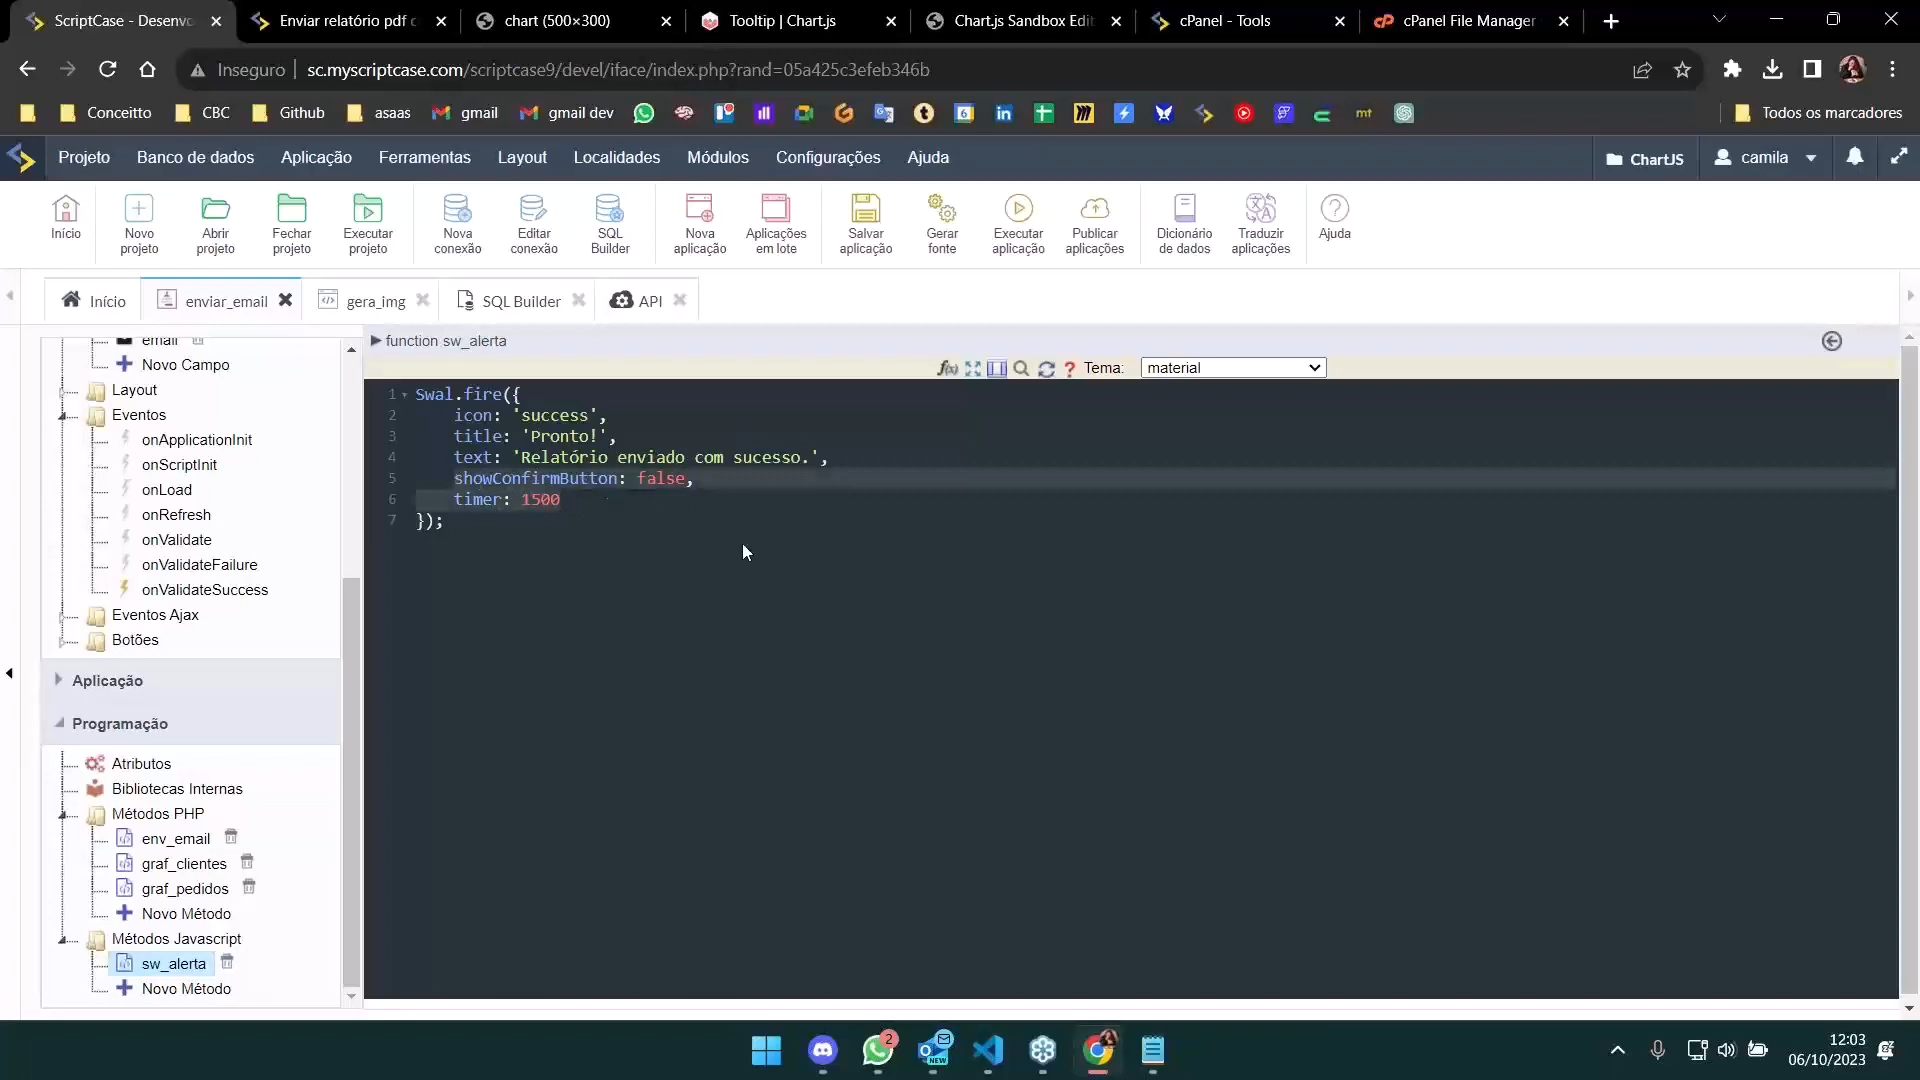 ScriptCase - Desenvo
Enviar relatório pdf c
chart (500×300)
Tooltip | Chart.js
Chart.js Sandbox Edit
cPanel - Tools
cPanel File Manager
Inseguro
sc.myscriptcase.com/scriptcase9/devel/iface/index.php?rand=05a425c3efeb346b
Conceitto
CBC
Github
asaas
gmail
gmail dev
Todos os marcadores
Projeto
Banco de dados
Aplicação
Ferramentas
Layout
Localidades
Módulos
Configurações
Ajuda
ChartJS
camila
Início
Novo projeto
Abrir projeto
Fechar projeto
Executar projeto
Nova conexão
Editar conexão
SQL Builder
Nova aplicação
Aplicações em lote
Salvar aplicação
Gerar fonte
Executar aplicação
Publicar aplicações
Dicionário de dados
Traduzir aplicações
Ajuda
Início
enviar_email
gera_img
SQL Builder
API
email
Novo Campo
Layout
Eventos
onApplicationInit
onScriptInit
onLoad
onRefresh
onValidate
onValidateFailure
onValidateSuccess
Eventos Ajax
Botões
Aplicação
Programação
Atributos
Bibliotecas Internas
Métodos PHP
env_email
graf_clientes
graf_pedidos
Novo Método
Métodos Javascript
sw_alerta
Novo Método
function sw_alerta
f(x)
Tema:
material
1 Swal.fire({
2 icon: 'success',
3 title: 'Pronto!',
4 text: 'Relatório enviado com sucesso.',
5 showConfirmButton: false,
6 timer: 1500
7 });
2
NEW
12:03
06/10/2023